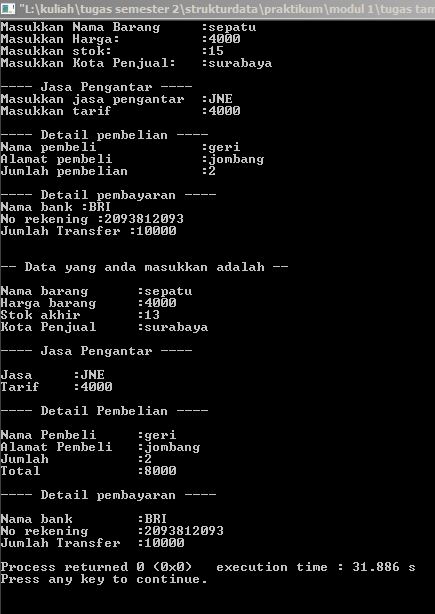 "L:\kuliah\tugas semester 2\strukturdata\praktikum\modul 1\tugas tam
Masukkan Nama Barang :sepatu
Masukkan Harga: :4000
Masukkan stok: :15
Masukkan Kota Penjual: :surabaya
---- Jasa Pengantar ----
Masukkan jasa pengantar :JNE
Masukkan tarif :4000
---- Detail pembelian ----
Nama pembeli :geri
Alamat pembeli :jombang
Jumlah pembelian :2
---- Detail pembayaran ----
Nama bank :BRI
No rekening :2093812093
Jumlah Transfer :10000
-- Data yang anda masukkan adalah --
Nama barang :sepatu
Harga barang :4000
Stok akhir :13
Kota Penjual :surabaya
---- Jasa Pengantar ----
Jasa :JNE
Tarif :4000
---- Detail Pembelian ----
Nama Pembeli :geri
Alamat Pembeli :jombang
Jumlah :2
Total :8000
---- Detail pembayaran ----
Nama bank :BRI
No rekening :2093812093
Jumlah Transfer :10000
Process returned 0 (0x0) execution time : 31.886 s
Press any key to continue.